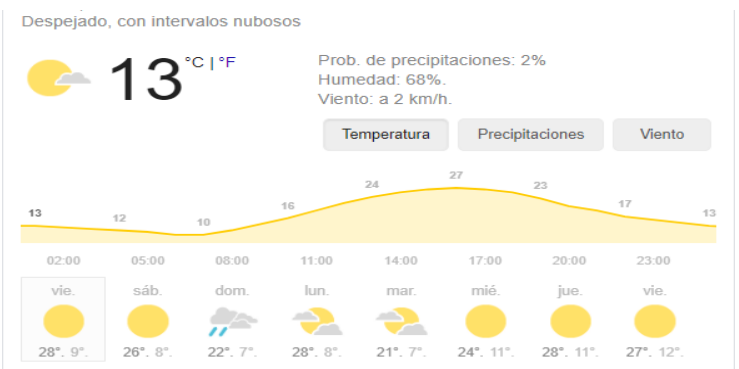 Despejado, con intervalos nubosos
13 °C | °F
Prob. de precipitaciones: 2%
Humedad: 68%.
Viento: a 2 km/h.
Temperatura Precipitaciones Viento
13 12 10 16 24 27 23 17 13
02:00 05:00 08:00 11:00 14:00 17:00 20:00 23:00
vie. sáb. dom. lun. mar. mié. jue. vie.
28°. 9°. 26°. 8°. 22°. 7°. 28°. 8°. 21°. 7°. 24°. 11°. 28°. 11°. 27°. 12°.